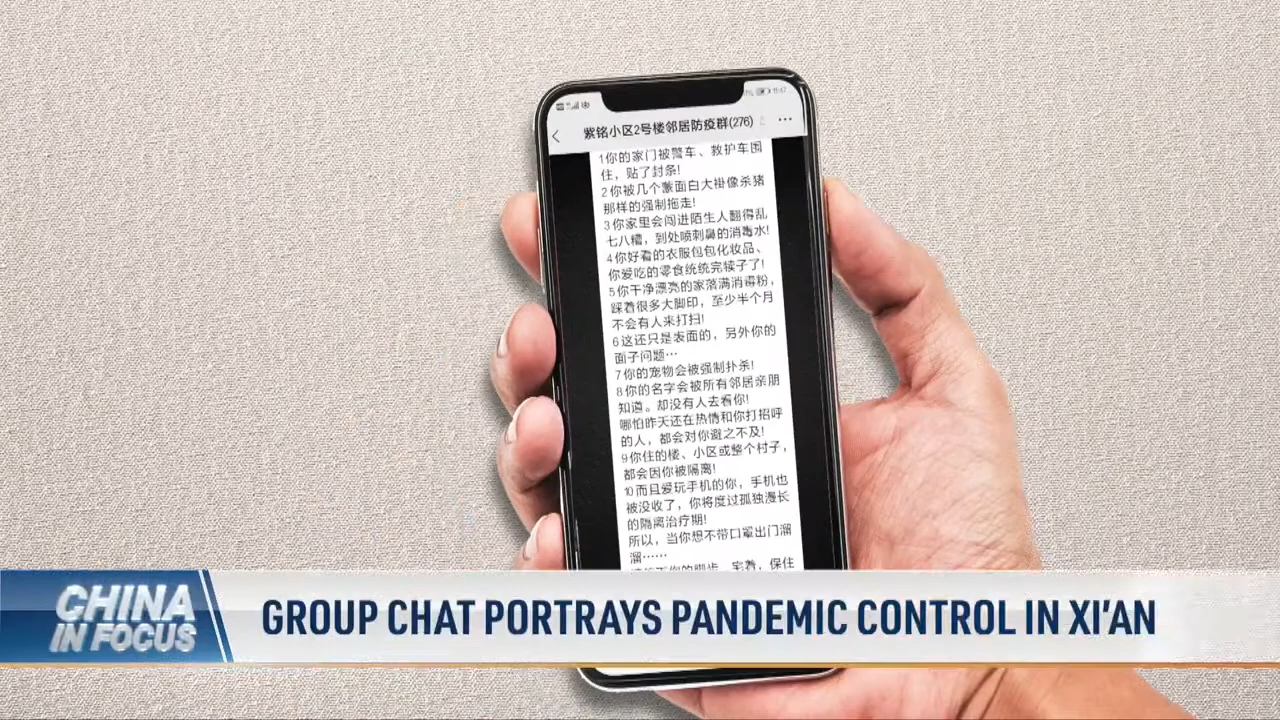 紫铭小区2号楼邻居防疫群(276)
1你的家门被警车、救护车围
住，贴了封条!
2你被几个蒙面白大褂像杀猪
那样的强制拖走!
3你家里会闯进陌生人翻得乱
七八糟，到处喷刺鼻的消毒水!
4你好看的衣服包包化妆品、
你爱吃的零食统统完犊子了!
5你干净漂亮的家落满消毒粉，
踩着很多大脚印，至少半个月
不会有人来打扫!
6这还只是表面的，另外你的
面子问题…
7你的宠物会被强制扑杀!
8你的名字会被所有邻居亲朋
知道。却没有人去看你!
哪怕昨天还在热情和你打招呼
的人，都会对你避之不及!
9你住的楼、小区或整个村子，
都会因你被隔离!
10而且爱玩手机的你，手机也
被没收了，你将度过孤独漫长
的隔离治疗期!
所以，当你想不带口罩出门溜
溜……
你的脚步，宅着，保住
CHINA
IN FOCUS
GROUP CHAT PORTRAYS PANDEMIC CONTROL IN XI'AN